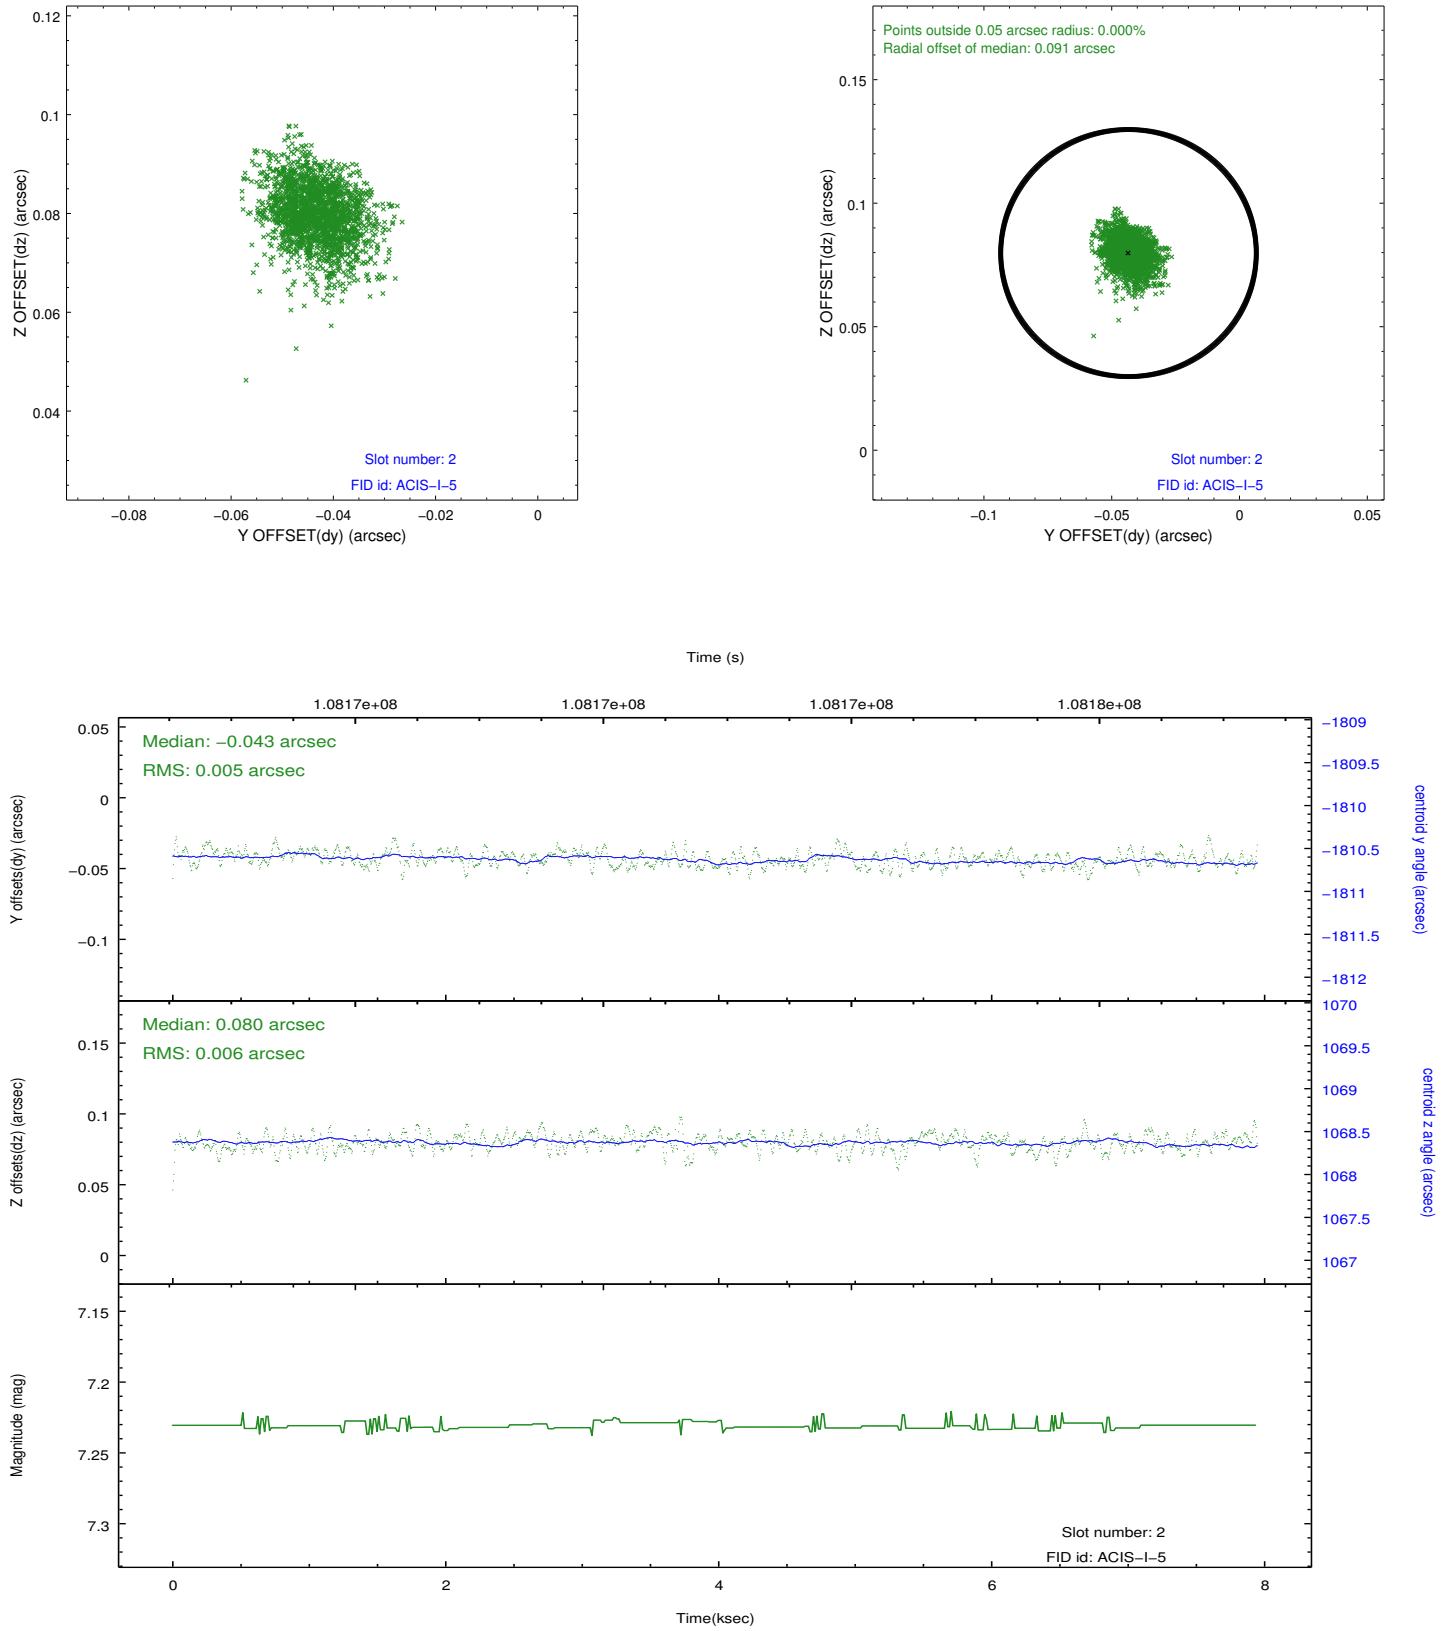 0.12
0.1
0.08
0.06
0.04
Z OFFSET(dz) (arcsec)
Slot number: 2
FID id: ACIS−I−5
−0.08
−0.06
−0.04
−0.02
0
Y OFFSET(dy) (arcsec)
Points outside 0.05 arcsec radius: 0.000%
Radial offset of median: 0.091 arcsec
0.15
0.1
0.05
0
Z OFFSET(dz) (arcsec)
Slot number: 2
FID id: ACIS−I−5
−0.1
−0.05
0
0.05
Y OFFSET(dy) (arcsec)
Time (s)
1.0817e+08
1.0817e+08
1.0817e+08
1.0818e+08
Median: −0.043 arcsec
RMS: 0.005 arcsec
0.05
0
−0.05
−0.1
Y offsets(dy) (arcsec)
−1809
−1809.5
−1810
−1810.5
−1811
−1811.5
−1812
centroid y angle (arcsec)
Median: 0.080 arcsec
RMS: 0.006 arcsec
0.15
0.1
0.05
0
Z offsets(dz) (arcsec)
1070
1069.5
1069
1068.5
1068
1067.5
1067
centroid z angle (arcsec)
7.15
7.2
7.25
7.3
Magnitude (mag)
Slot number: 2
FID id: ACIS−I−5
0
2
4
6
8
Time(ksec)